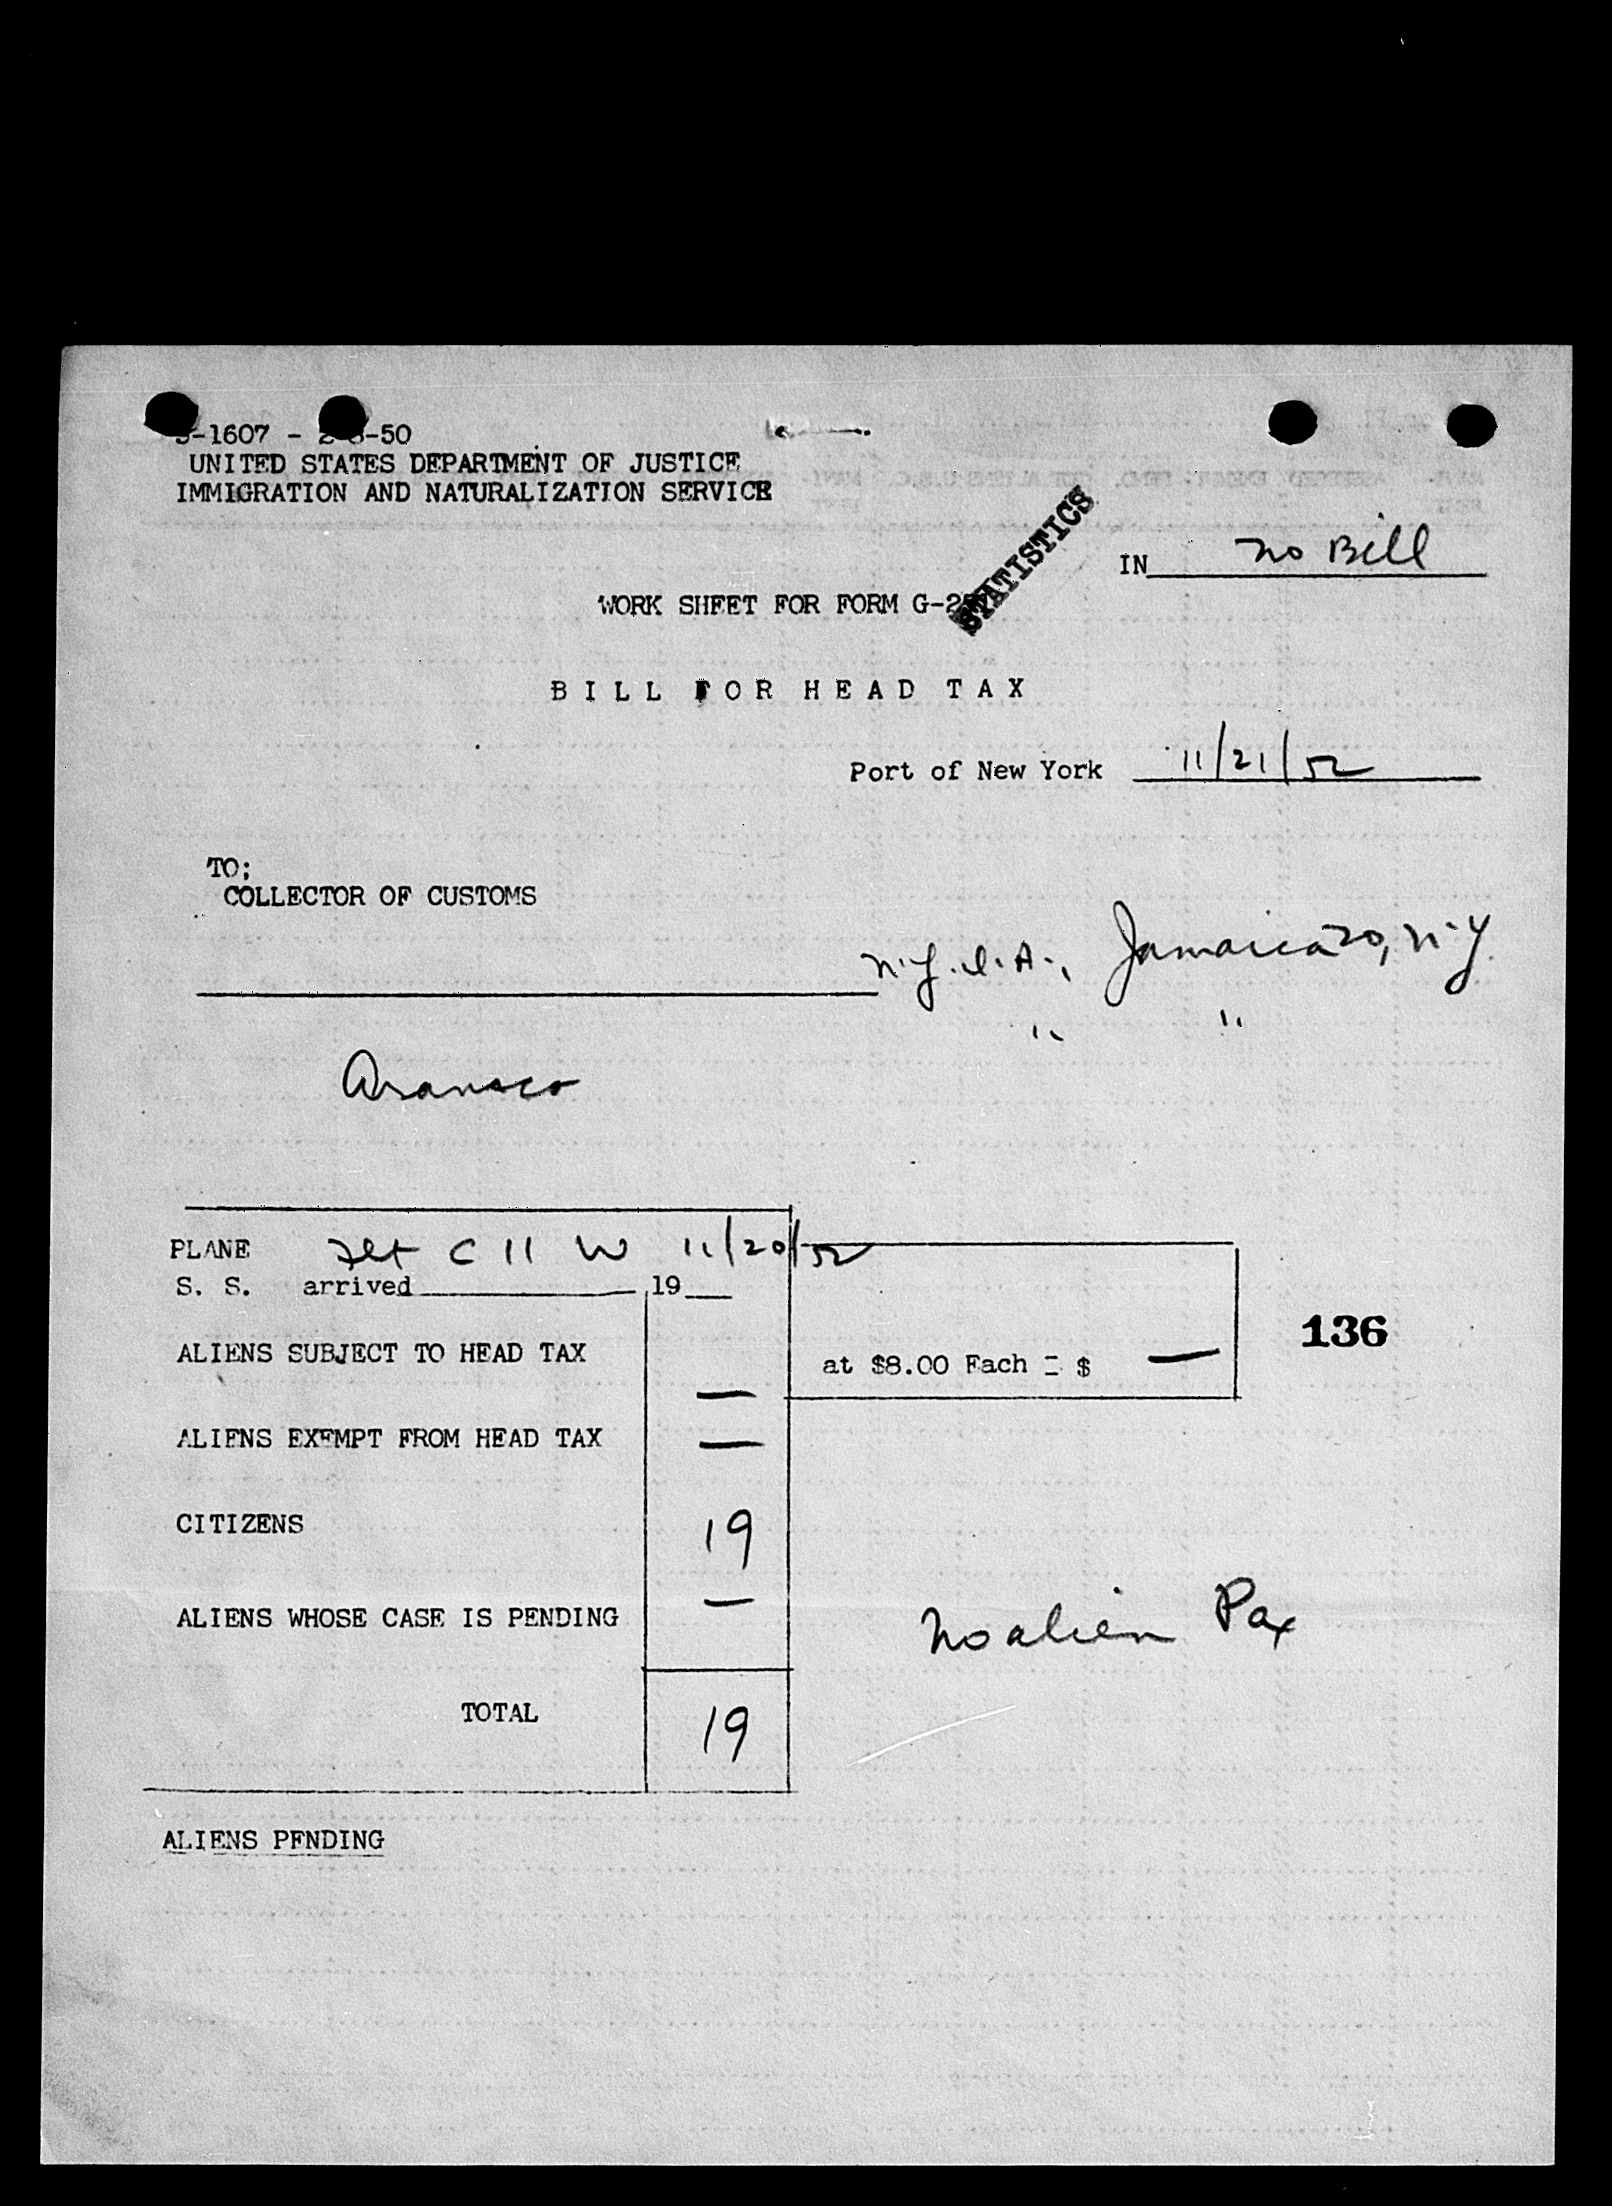 -1607 - -50
UNITED STATES DEPARTMENT OF JUSTICE
IMMIGRATION AND NATURALIZATION SERVICE
STATISTICS
IN no Bill
WORK SHEET FOR FORM G-2
BILL FOR HEAD TAX
Port of New York 11/21/52
TO;
COLLECTOR OF CUSTOMS
N.Y.I.A., Jamaica 20, N.Y.
" "
Aramco
PLANE Flt C 11 W 11/20/52
S. S. arrived 19
136
ALIENS SUBJECT TO HEAD TAX —
at $8.00 Each = $ —
ALIENS EXEMPT FROM HEAD TAX —
CITIZENS 19
ALIENS WHOSE CASE IS PENDING —
No alien Pax
TOTAL 19
ALIENS PENDING